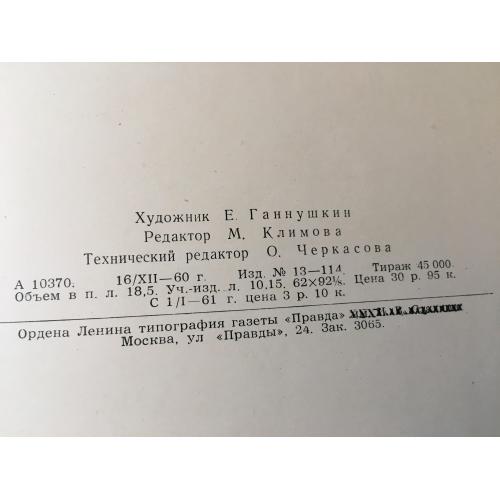 Художник Е. Ганнушкин
Редактор М. Климова
Технический редактор О. Черкасова
А 10370. 16/XII—60 г. Изд. № 13—114. Тираж 45 000.
Объем в п. л. 18,5. Уч.-изд. л. 10,15. 62×92⅛. Цена 30 р. 95 к.
С 1/I—61 г. цена 3 р. 10 к.
Ордена Ленина типография газеты «Правда»
Москва, ул «Правды», 24. Зак. 3065.